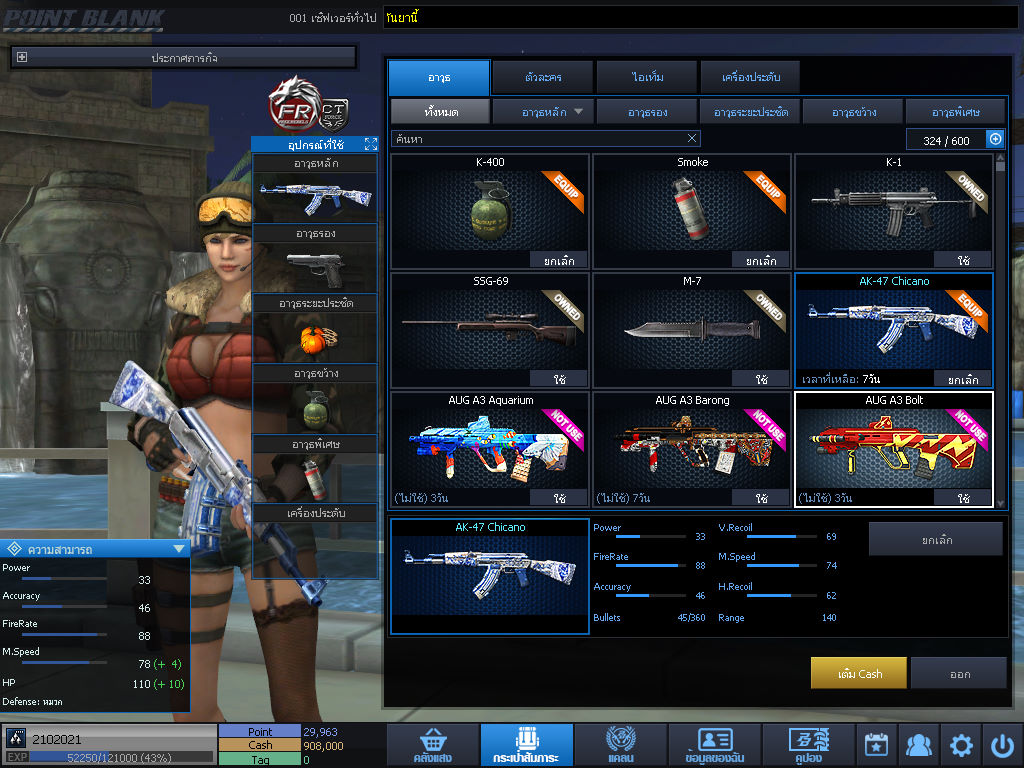 POINT BLANK
001 เซิฟเวอร์ทั่วไป
กันยานี้
ประกาศภารกิจ
FR
CT
FORCE
อุปกรณ์ที่ใช้
อาวุธหลัก
อาวุธรอง
อาวุธระยะประชิด
อาวุธขว้าง
อาวุธพิเศษ
เครื่องประดับ
อาวุธ ตัวละคร ไอเท็ม เครื่องประดับ
ทั้งหมด อาวุธหลัก อาวุธรอง อาวุธระยะประชิด อาวุธขว้าง อาวุธพิเศษ
ค้นหา 324 / 600
K-400 Smoke K-1
EQUIP EQUIP OWNED
ยกเลิก ยกเลิก ใช้
SSG-69 M-7 AK-47 Chicano
OWNED OWNED EQUIP
ใช้ ใช้ เวลาที่เหลือ: 7วัน ยกเลิก
AUG A3 Aquarium AUG A3 Barong AUG A3 Bolt
NOT USE NOT USE NOT USE
(ไม่ใช้) 3วัน ใช้ (ไม่ใช้) 7วัน ใช้ (ไม่ใช้) 3วัน ใช้
AK-47 Chicano
Power 33 V.Recoil 69
FireRate 88 M.Speed 74
Accuracy 46 H.Recoil 62
Bullets 45/360 Range 140
ยกเลิก
เติม Cash ออก
ความสามารถ
Power
33
Accuracy
46
FireRate
88
M.Speed
78 (+ 4)
HP
110 (+ 10)
Defense: หมวก
2102021
EXP 52250/121000 (43%)
Point 29,963
Cash 908,000
Tag 0
คลังแสง กระเป๋าสัมภาระ แคลน ข้อมูลของฉัน คูปอง